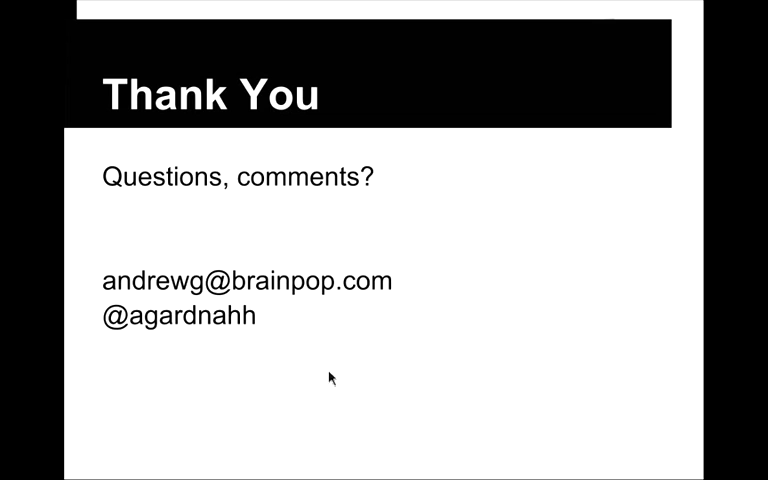 Thank You
Questions, comments?
andrewg@brainpop.com
@agardnahh